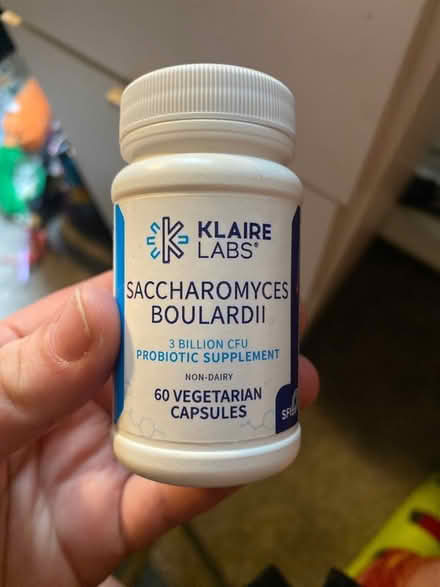 KLAIRE
LABS®
SACCHAROMYCES
BOULARDII
3 BILLION CFU
PROBIOTIC SUPPLEMENT
NON-DAIRY
60 VEGETARIAN
CAPSULES